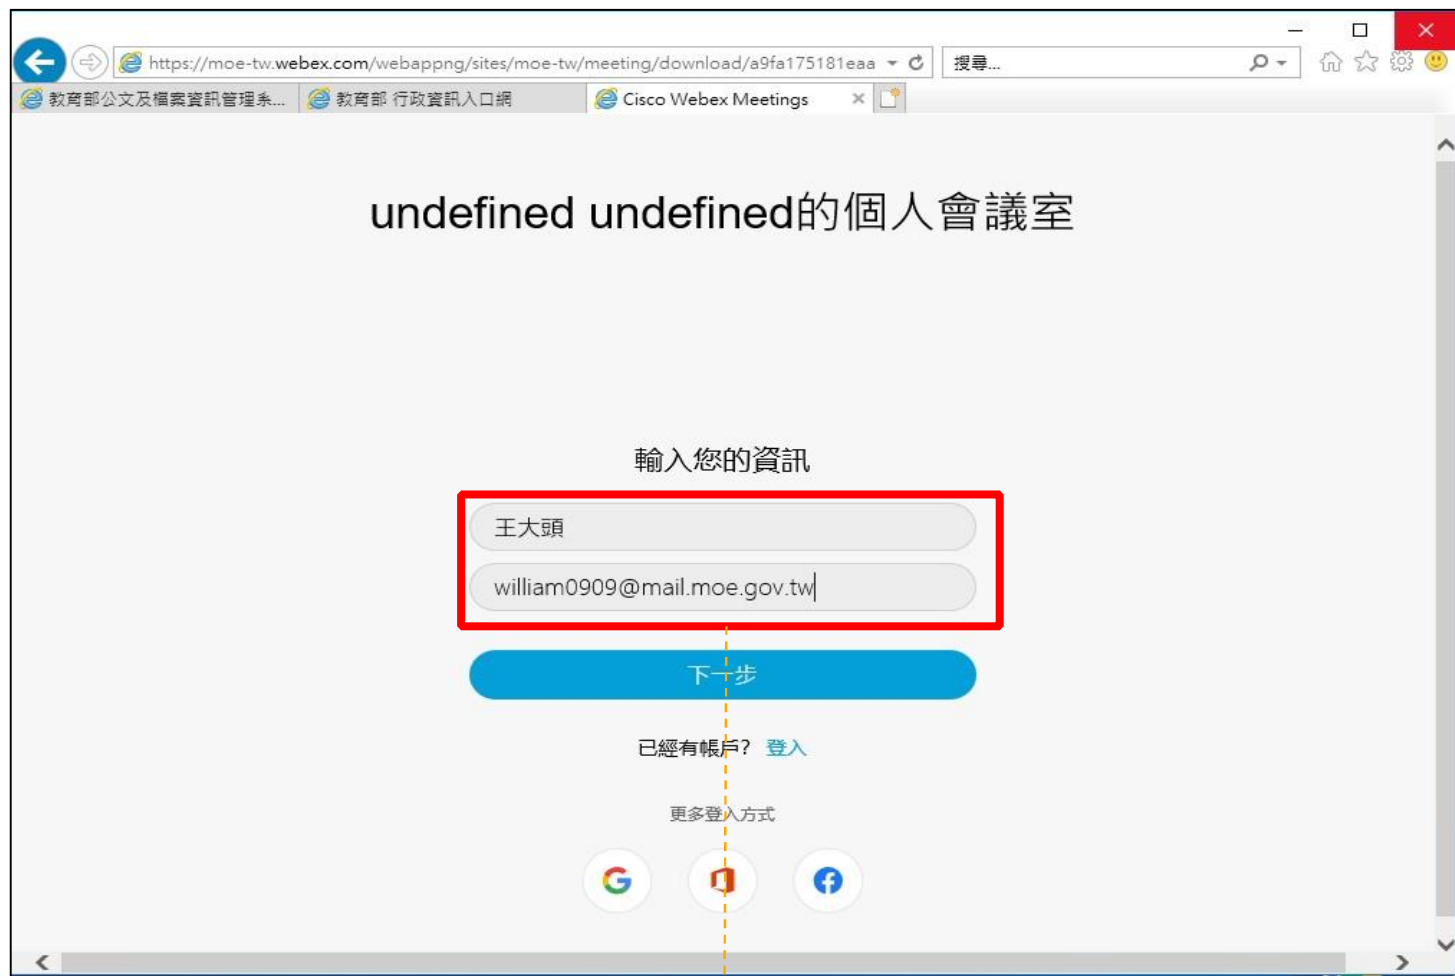 https://moe-tw.webex.com/webappng/sites/moe-tw/meeting/download/a9fa175181eaa
搜尋...
教育部公文及檔案資訊管理系...
教育部 行政資訊入口網
Cisco Webex Meetings
undefined undefined的個人會議室
輸入您的資訊
王大頭
william0909@mail.moe.gov.tw
下一步
已經有帳戶? 登入
更多登入方式